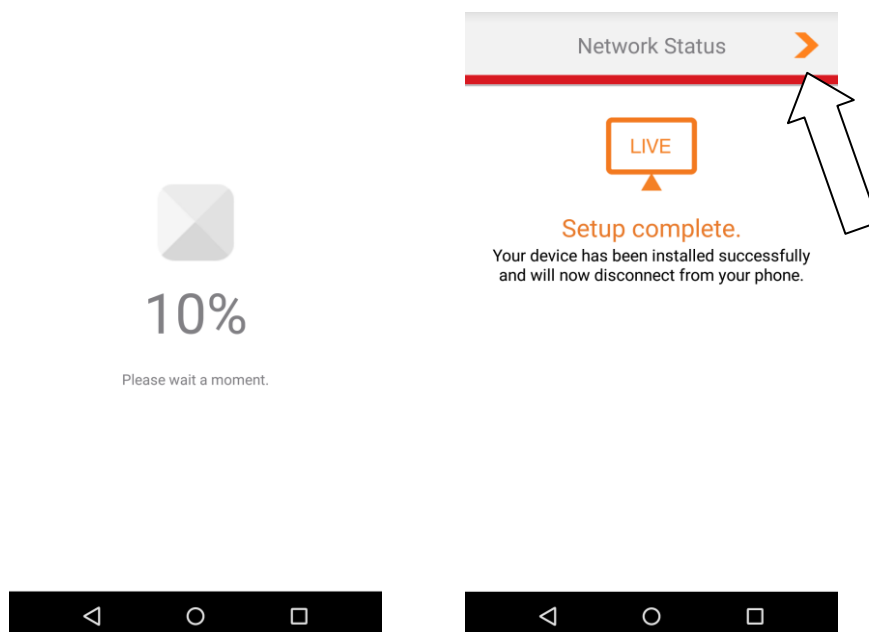 10%
Please wait a moment.
Network Status
LIVE
Setup complete.
Your device has been installed successfully
and will now disconnect from your phone.